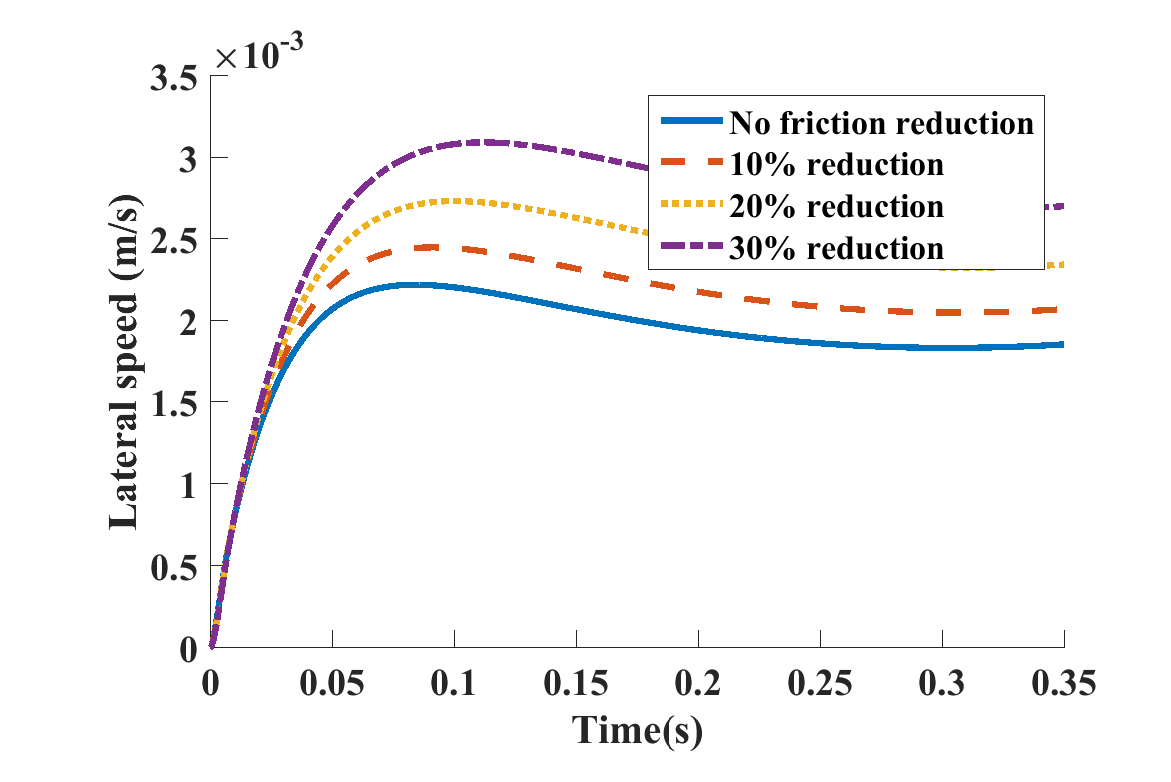 ×10-3
3.5
3
2.5
2
1.5
1
0.5
0
Lateral speed (m/s)
No friction reduction
10% reduction
20% reduction
30% reduction
0 0.05 0.1 0.15 0.2 0.25 0.3 0.35
Time(s)